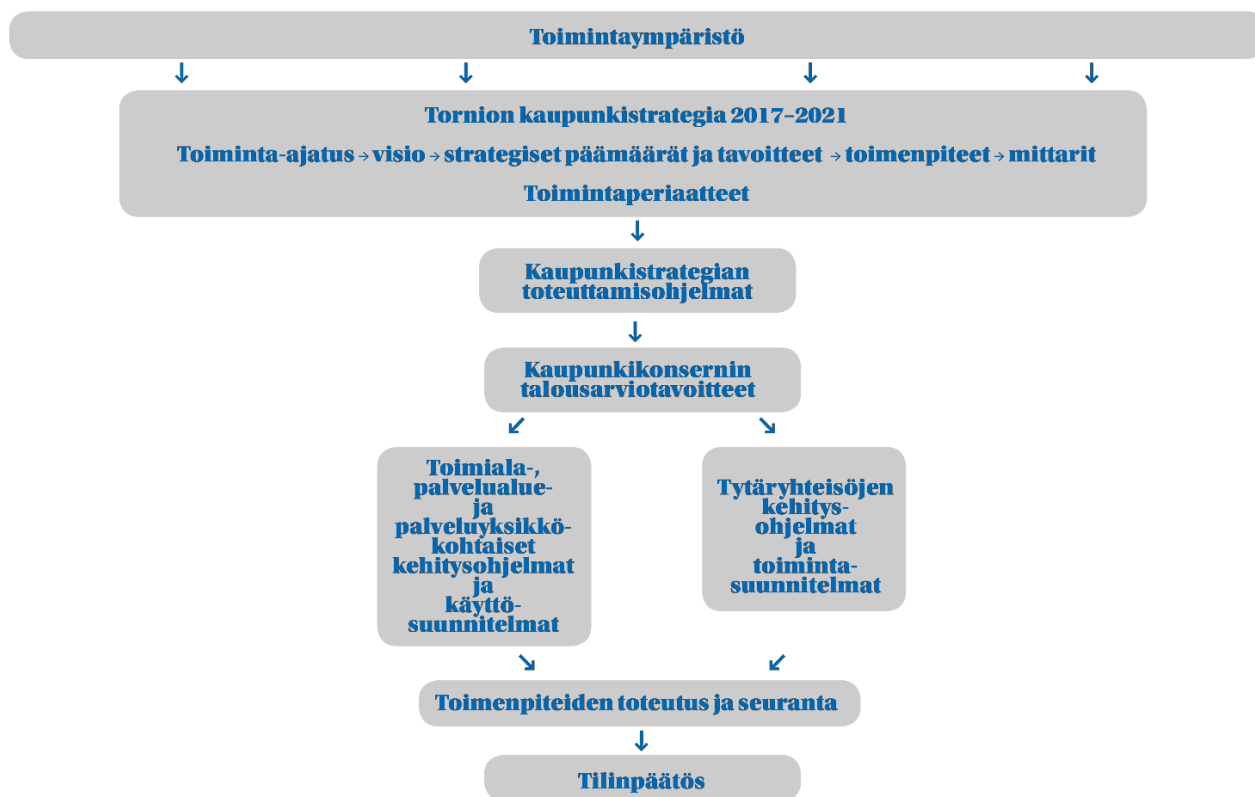 Toimintaympäristö
Tornion kaupunkistrategia 2017–2021
Toiminta-ajatus → visio → strategiset päämäärät ja tavoitteet → toimenpiteet → mittarit
Toimintaperiaatteet
Kaupunkistrategian
toteuttamisohjelmat
Kaupunkikonsernin
talousarviotavoitteet
Toimiala-,
palvelualue-
ja
palveluyksikkö-
kohtaiset
kehitysohjelmat
ja
käyttö-
suunnitelmat
Tytäryhteisöjen
kehitys-
ohjelmat
ja
toiminta-
suunnitelmat
Toimenpiteiden toteutus ja seuranta
Tilinpäätös